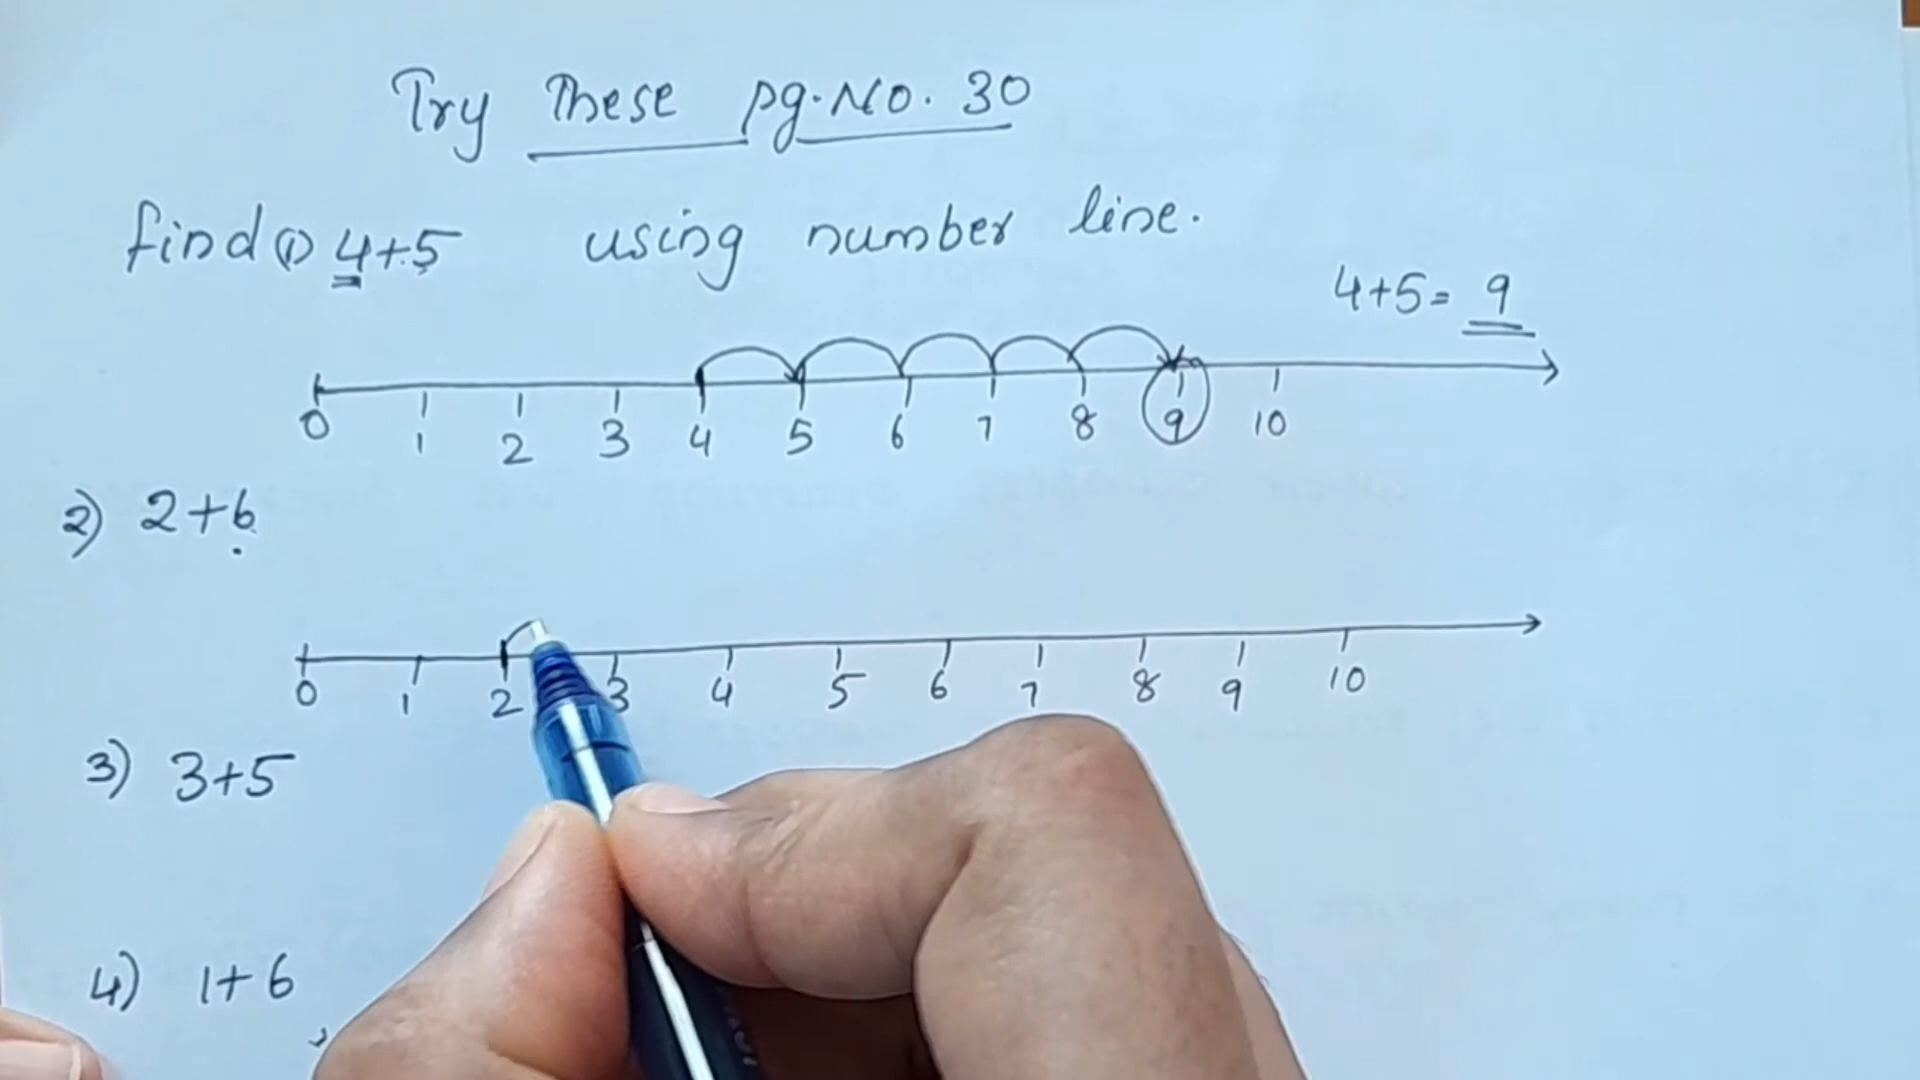 Try These pg.No. 30
find 1) 4+5 using number line.
4+5= 9
0 1 2 3 4 5 6 7 8 9 10
2) 2+6
0 1 2 3 4 5 6 7 8 9 10
3) 3+5
4) 1+6